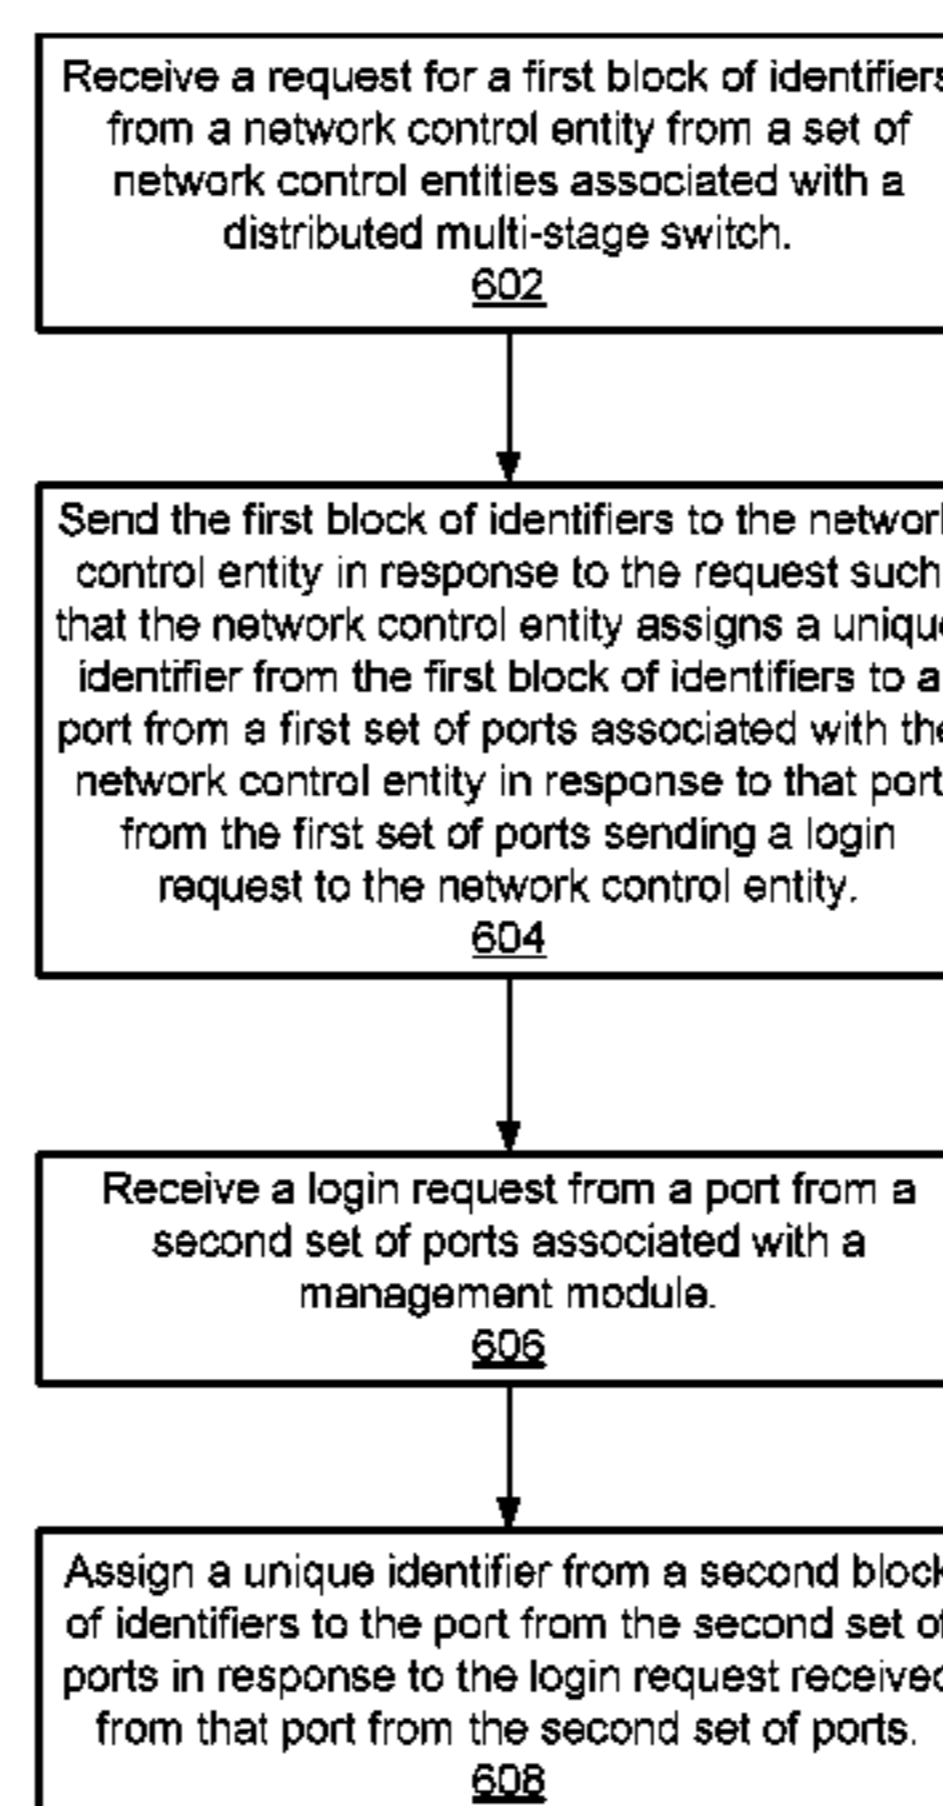 Receive a request for a first block of identifiers
from a network control entity from a set of
network control entities associated with a
distributed multi-stage switch.
602
Send the first block of identifiers to the network
control entity in response to the request such
that the network control entity assigns a unique
identifier from the first block of identifiers to a
port from a first set of ports associated with the
network control entity in response to that port
from the first set of ports sending a login
request to the network control entity.
604
Receive a login request from a port from a
second set of ports associated with a
management module.
606
Assign a unique identifier from a second block
of identifiers to the port from the second set of
ports in response to the login request received
from that port from the second set of ports.
608